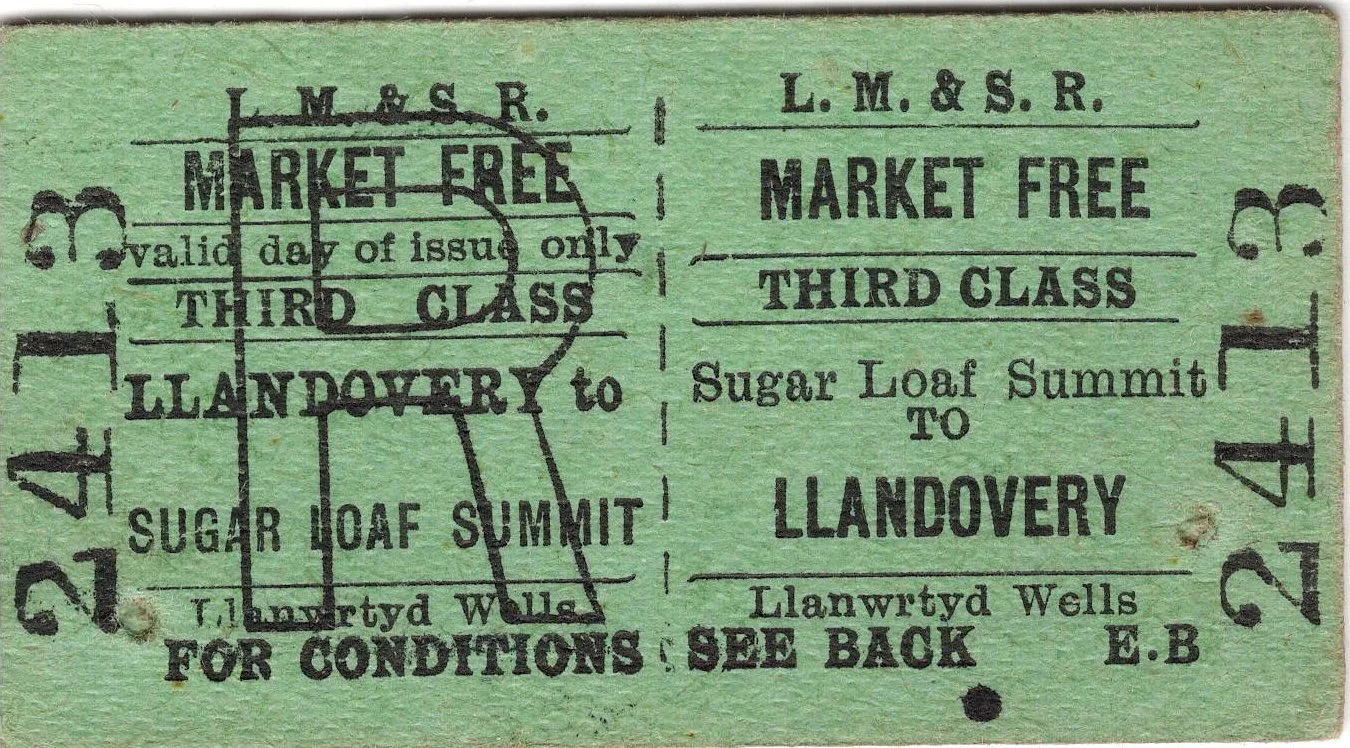 L. M. & S. R.
MARKET FREE
valid day of issue only
THIRD CLASS
LLANDOVERY to
SUGAR LOAF SUMMIT
Llanwrtyd Wells
R
2413
L. M. & S. R.
MARKET FREE
THIRD CLASS
Sugar Loaf Summit
TO
LLANDOVERY
Llanwrtyd Wells
FOR CONDITIONS SEE BACK E.B
2413